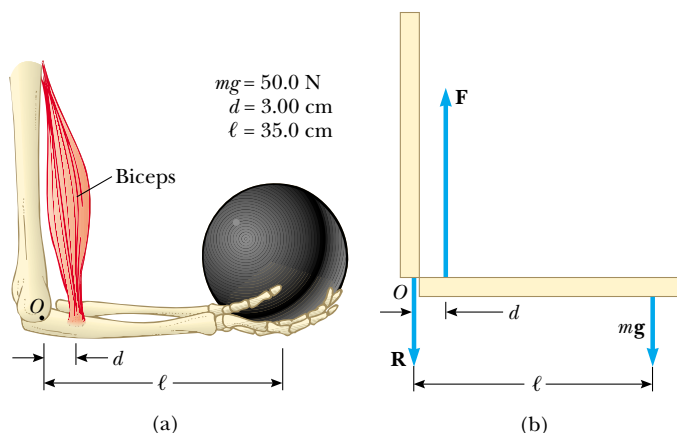 mg = 50.0 N
d = 3.00 cm
ℓ = 35.0 cm
Biceps
O
d
ℓ
(a)
F
O
d
mg
R
ℓ
(b)